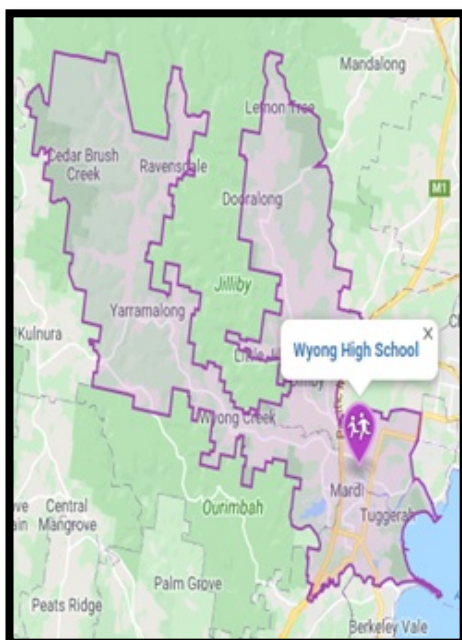 Mandalong
Lemon Tree
Cedar Brush
Creek
Ravensdale
M1
Dooralong
Jilliby
Yarramalong
Kulnura
X
Wyong High School
Wyong Creek
Mardi
Tuggerah
Ourimbah
Central
Mangrove
Palm Grove
Peats Ridge
Berkeley Vale